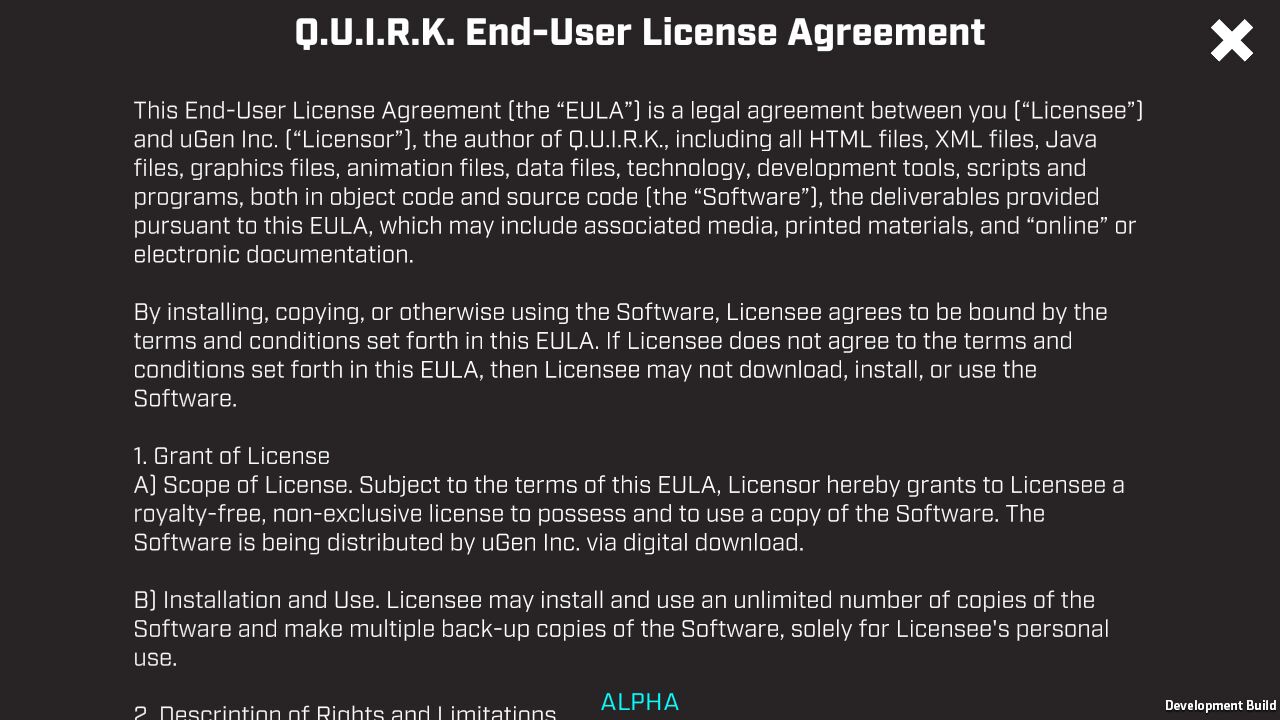 Q.U.I.R.K. End-User License Agreement
This End-User License Agreement (the “EULA”) is a legal agreement between you (“Licensee”)
and uGen Inc. (“Licensor”), the author of Q.U.I.R.K., including all HTML files, XML files, Java
files, graphics files, animation files, data files, technology, development tools, scripts and
programs, both in object code and source code (the “Software”), the deliverables provided
pursuant to this EULA, which may include associated media, printed materials, and “online” or
electronic documentation.
By installing, copying, or otherwise using the Software, Licensee agrees to be bound by the
terms and conditions set forth in this EULA. If Licensee does not agree to the terms and
conditions set forth in this EULA, then Licensee may not download, install, or use the
Software.
1. Grant of License
A) Scope of License. Subject to the terms of this EULA, Licensor hereby grants to Licensee a
royalty-free, non-exclusive license to possess and to use a copy of the Software. The
Software is being distributed by uGen Inc. via digital download.
B) Installation and Use. Licensee may install and use an unlimited number of copies of the
Software and make multiple back-up copies of the Software, solely for Licensee's personal
use.
2. Description of Rights and Limitations
ALPHA
Development Build